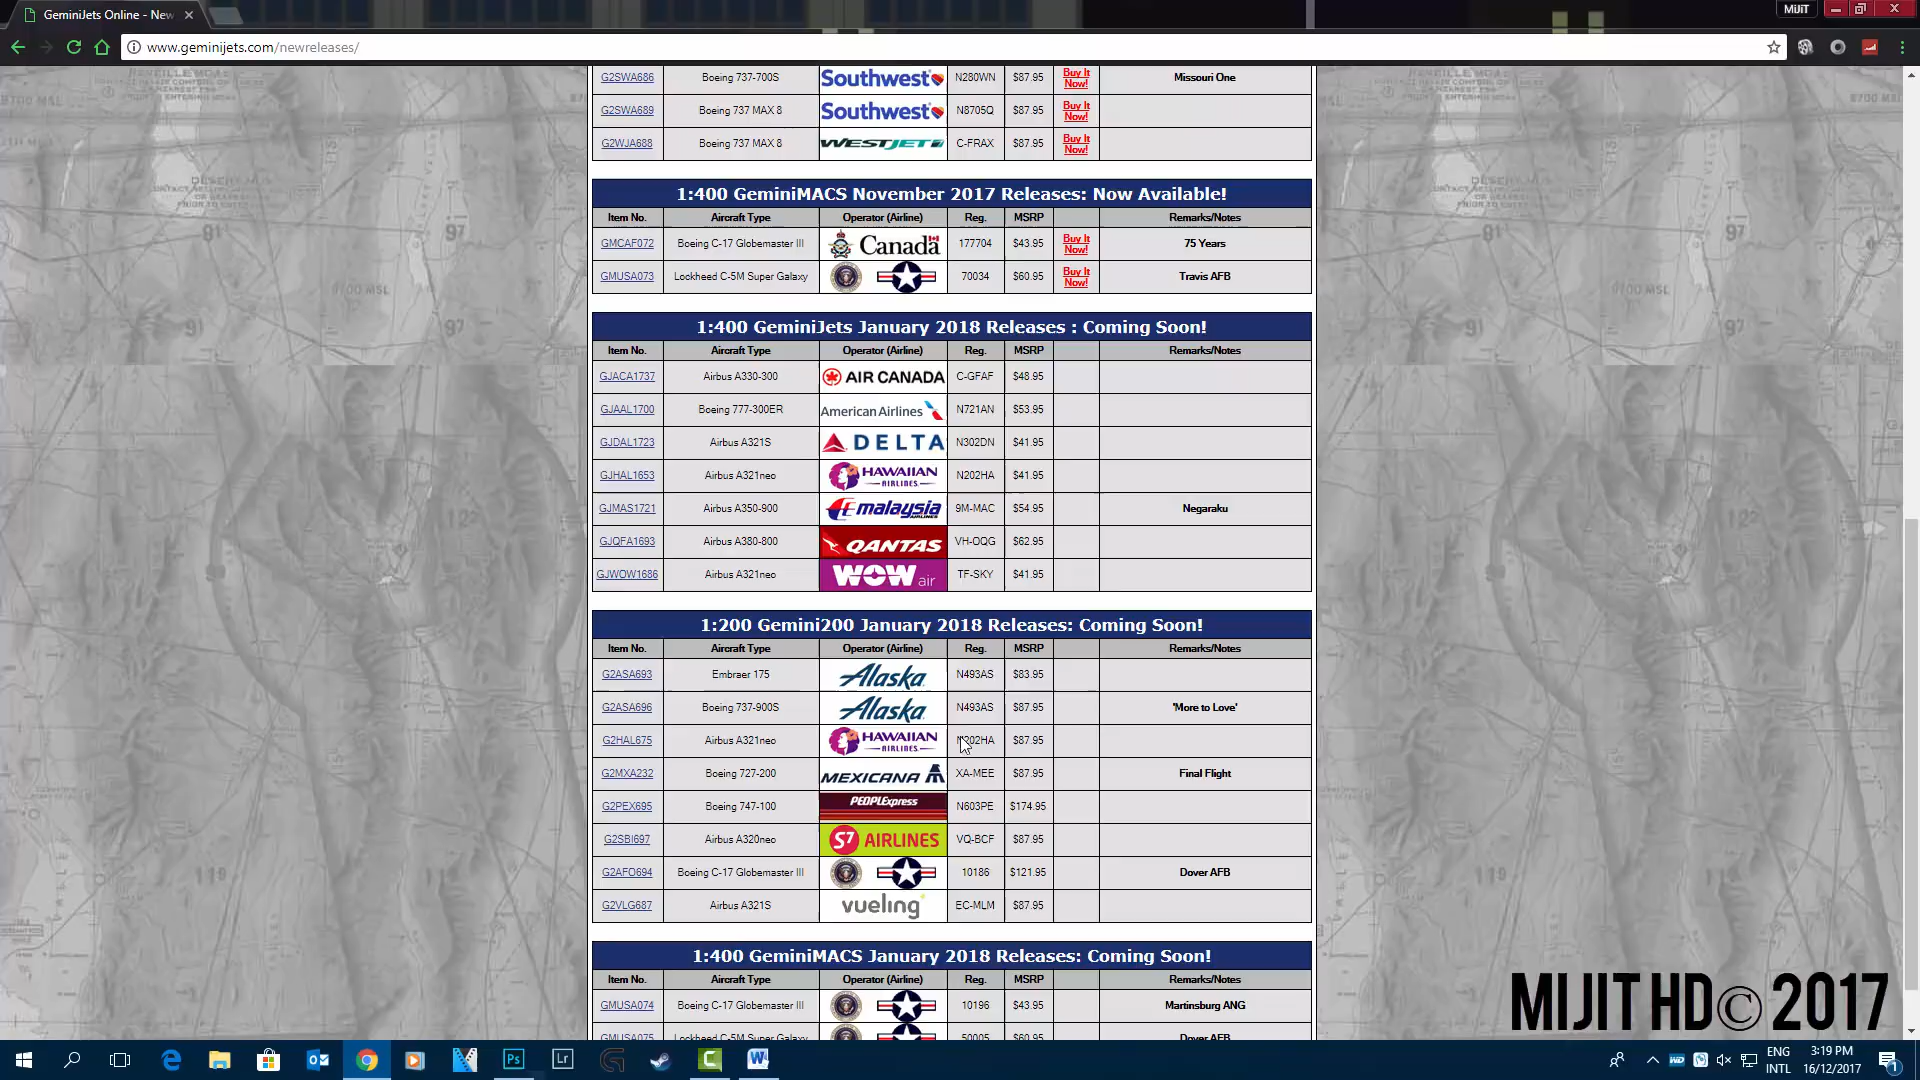 GeminiJets Online - New
MIJIT
www.geminijets.com/newreleases/
G2SWA686 Boeing 737-700S Southwest N280WN $87.95 Buy It Now! Missouri One
G2SWA689 Boeing 737 MAX 8 Southwest N8705Q $87.95 Buy It Now!
G2WJA688 Boeing 737 MAX 8 WESTJET C-FRAX $87.95 Buy It Now!
1:400 GeminiMACS November 2017 Releases: Now Available!
Item No. Aircraft Type Operator (Airline) Reg. MSRP Remarks/Notes
GMCAF072 Boeing C-17 Globemaster III Canada 177704 $43.95 Buy It Now! 75 Years
GMUSA073 Lockheed C-5M Super Galaxy 70034 $60.95 Buy It Now! Travis AFB
1:400 GeminiJets January 2018 Releases : Coming Soon!
Item No. Aircraft Type Operator (Airline) Reg. MSRP Remarks/Notes
GJACA1737 Airbus A330-300 AIR CANADA C-GFAF $48.95
GJAAL1700 Boeing 777-300ER American Airlines N721AN $53.95
GJDAL1723 Airbus A321S DELTA N302DN $41.95
GJHAL1653 Airbus A321neo HAWAIIAN AIRLINES N202HA $41.95
GJMAS1721 Airbus A350-900 malaysia AIRLINES 9M-MAC $54.95 Negaraku
GJQFA1693 Airbus A380-800 QANTAS VH-OQG $62.95
GJWOW1686 Airbus A321neo WOW air TF-SKY $41.95
1:200 Gemini200 January 2018 Releases: Coming Soon!
Item No. Aircraft Type Operator (Airline) Reg. MSRP Remarks/Notes
G2ASA693 Embraer 175 Alaska N493AS $83.95
G2ASA696 Boeing 737-900S Alaska N493AS $87.95 'More to Love'
G2HAL675 Airbus A321neo HAWAIIAN AIRLINES N202HA $87.95
G2MXA232 Boeing 727-200 MEXICANA XA-MEE $87.95 Final Flight
G2PEX695 Boeing 747-100 PEOPLExpress N603PE $174.95
G2SBI697 Airbus A320neo S7 AIRLINES VQ-BCF $87.95
G2AFO694 Boeing C-17 Globemaster III 10186 $121.95 Dover AFB
G2VLG687 Airbus A321S vueling EC-MLM $87.95
1:400 GeminiMACS January 2018 Releases: Coming Soon!
Item No. Aircraft Type Operator (Airline) Reg. MSRP Remarks/Notes
GMUSA074 Boeing C-17 Globemaster III 10196 $43.95 Martinsburg ANG
GMUSA075 Lockheed C-5M Super Galaxy 50005 $60.95 Dover AFB
MIJIT HD© 2017
ENG 3:19 PM
INTL 16/12/2017